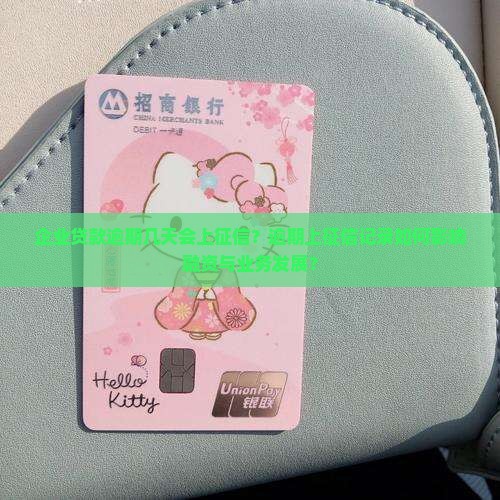 招商银行
CHINA MERCHANTS BANK
DEBIT 一卡通
企业贷款逾期几天会上征信？逾期上征信记录如何影响
融资与业务发展？
Hello
Kitty
UnionPay
银联